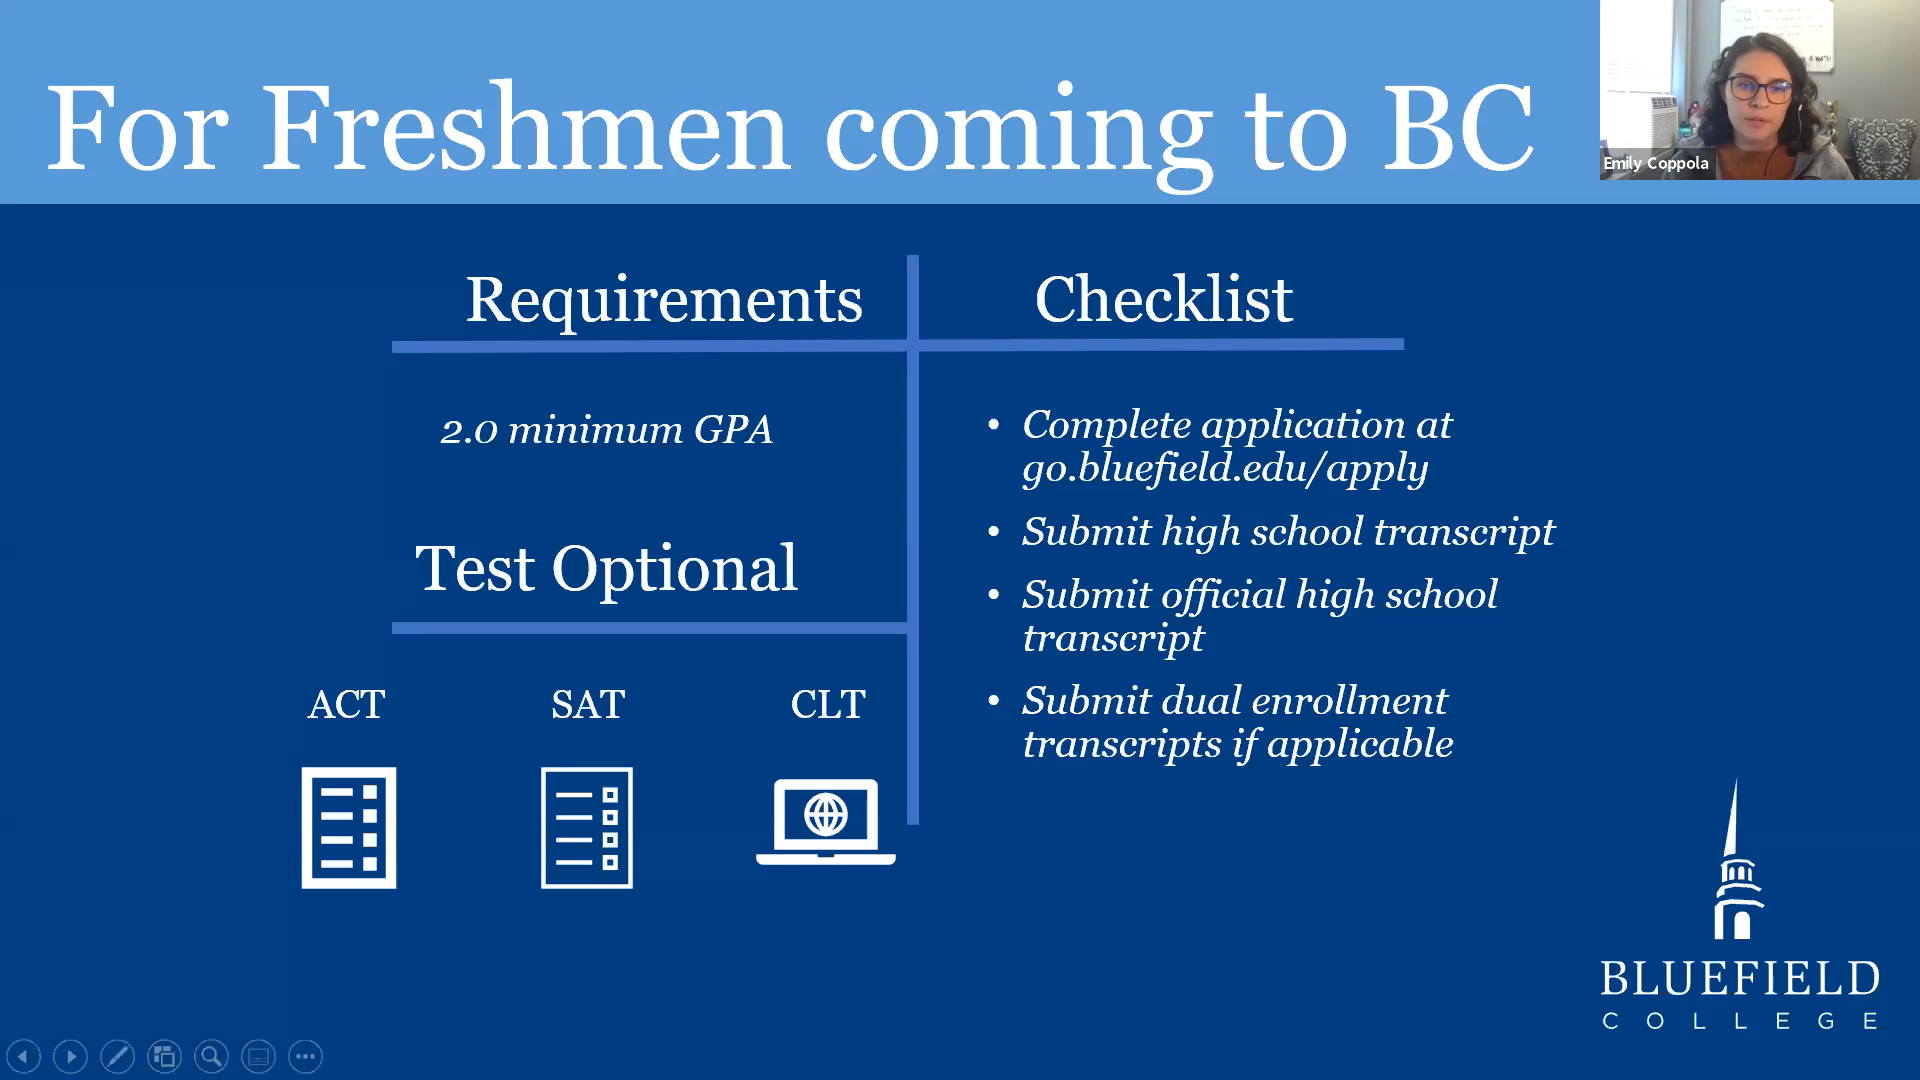 For Freshmen coming to BC
Emily Coppola
Requirements
2.0 minimum GPA
Test Optional
ACT
SAT
CLT
Checklist
• Complete application at
go.bluefield.edu/apply
• Submit high school transcript
• Submit official high school
transcript
• Submit dual enrollment
transcripts if applicable
BLUEFIELD
COLLEGE